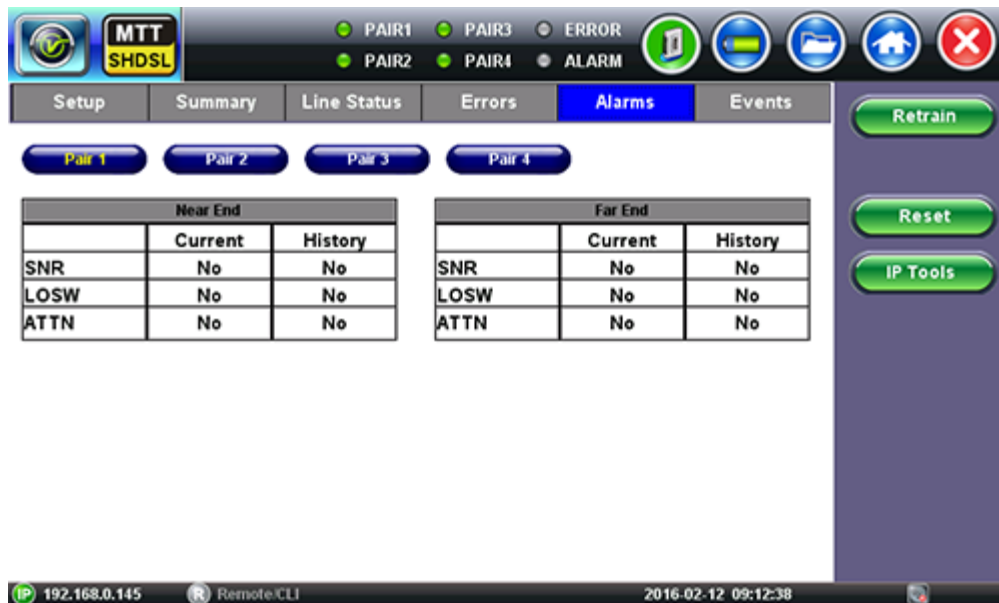 MTT
SHDSL
PAIR1 PAIR3 ERROR
PAIR2 PAIR4 ALARM
Setup Summary Line Status Errors Alarms Events
Retrain
Pair 1 Pair 2 Pair 3 Pair 4
Near End
Current History
SNR No No
LOSW No No
ATTN No No
Far End
Current History
SNR No No
LOSW No No
ATTN No No
Reset
IP Tools
IP 192.168.0.145 R Remote/CLI 2016-02-12 09:12:38